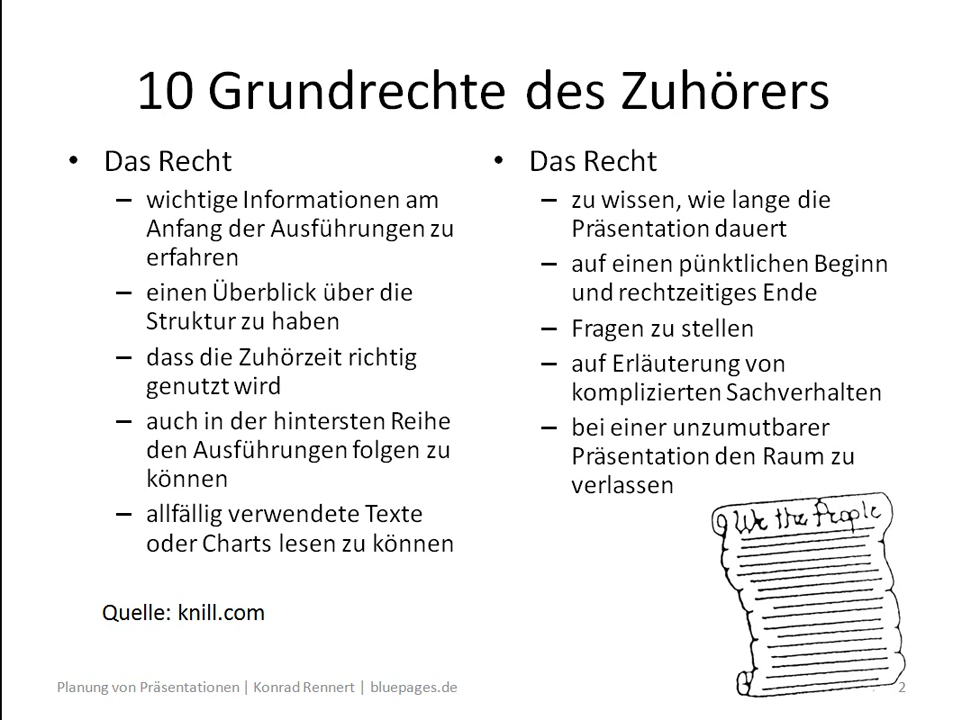 10 Grundrechte des Zuhörers
• Das Recht
– wichtige Informationen am
Anfang der Ausführungen zu
erfahren
– einen Überblick über die
Struktur zu haben
– dass die Zuhörzeit richtig
genutzt wird
– auch in der hintersten Reihe
den Ausführungen folgen zu
können
– allfällig verwendete Texte
oder Charts lesen zu können
Quelle: knill.com
• Das Recht
– zu wissen, wie lange die
Präsentation dauert
– auf einen pünktlichen Beginn
und rechtzeitiges Ende
– Fragen zu stellen
– auf Erläuterung von
komplizierten Sachverhalten
– bei einer unzumutbarer
Präsentation den Raum zu
verlassen
We the People
Planung von Präsentationen | Konrad Rennert | bluepages.de
2